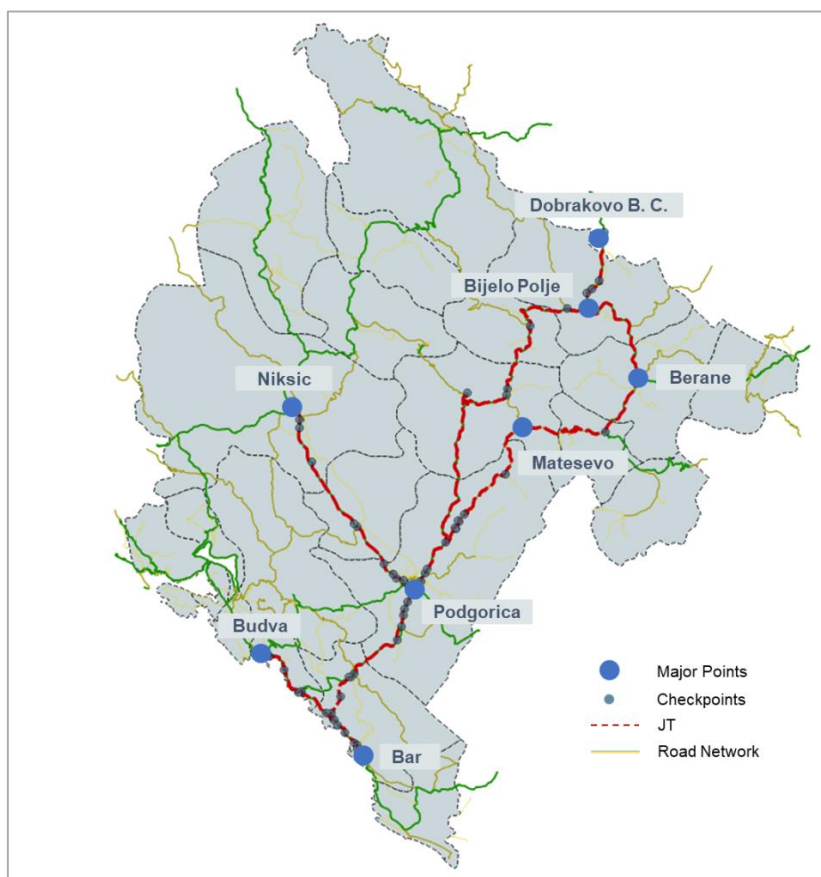 Dobrakovo B. C.
Bijelo Polje
Niksic
Berane
Matesevo
Podgorica
Budva
Bar
Major Points
Checkpoints
JT
Road Network